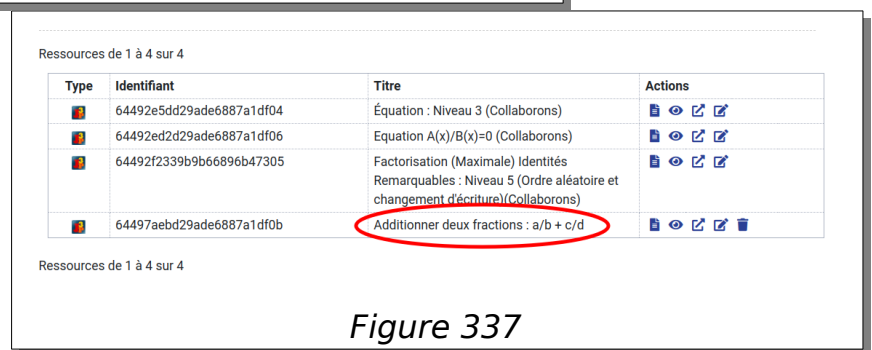 Ressources de 1 à 4 sur 4
Type Identifiant Titre Actions
64492e5dd29ade6887a1df04 Équation : Niveau 3 (Collaborons)
64492ed2d29ade6887a1df06 Equation A(x)/B(x)=0 (Collaborons)
64492f2339b9b66896b47305 Factorisation (Maximale) Identités
Remarquables : Niveau 5 (Ordre aléatoire et
changement d'écriture)(Collaborons)
64497aebd29ade6887a1df0b Additionner deux fractions : a/b + c/d
Ressources de 1 à 4 sur 4
Figure 337